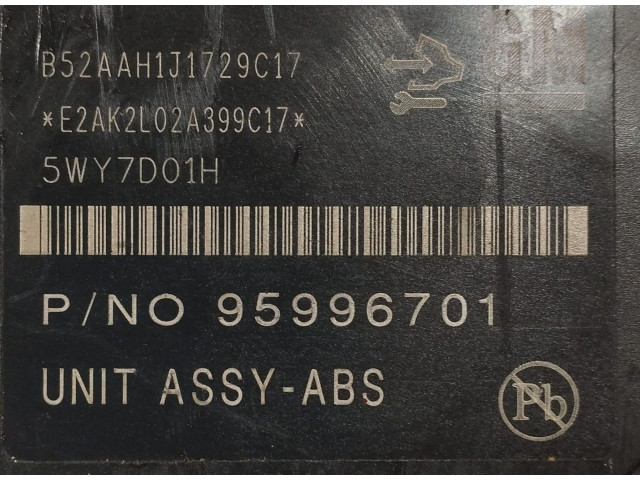 B52AAH1J1729C17
GM
*E2AK2L02A399C17*
5WY7D01H
P/NO 95996701
UNIT ASSY-ABS
Pb